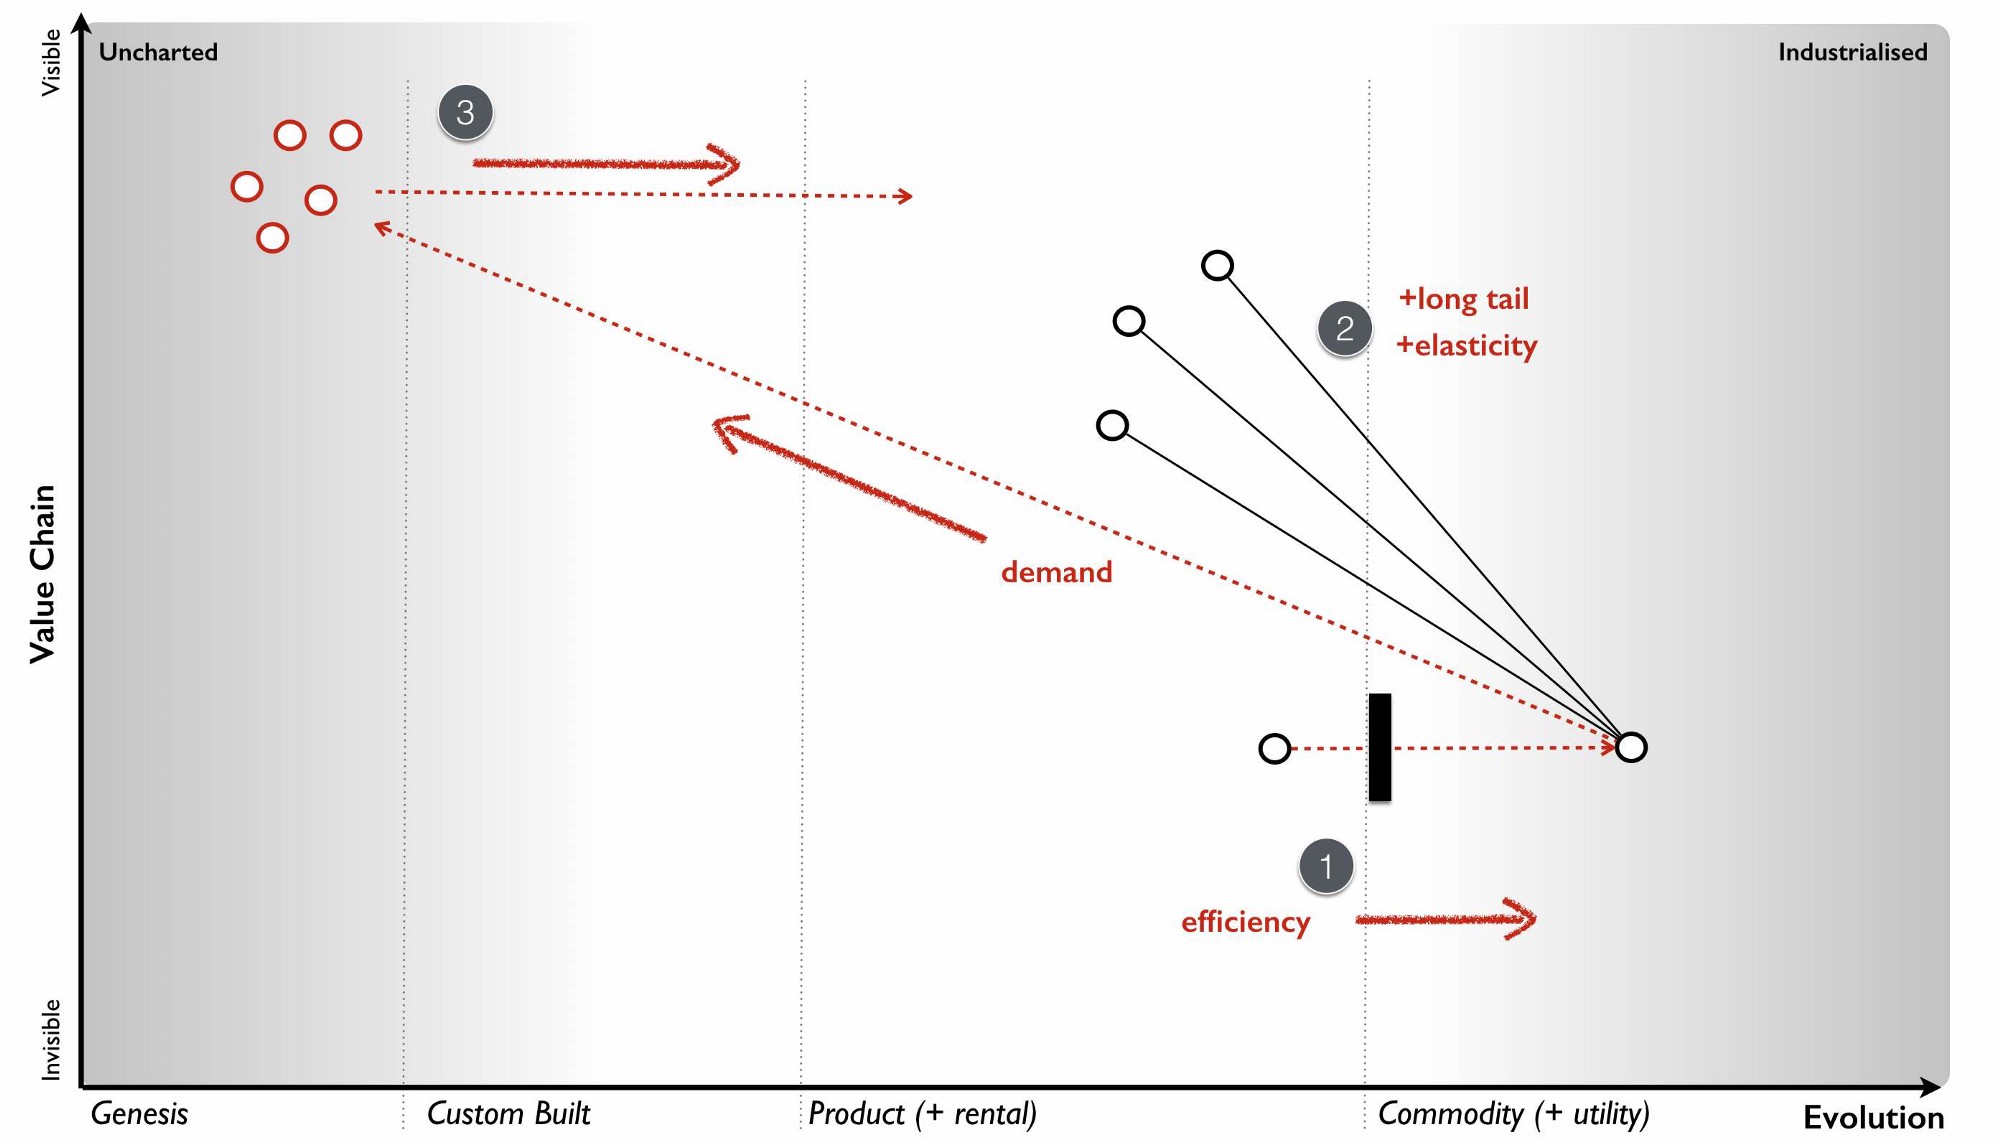 Visible
Uncharted
Industrialised
3
2
+long tail
+elasticity
Value Chain
demand
1
efficiency
Invisible
Genesis
Custom Built
Product (+ rental)
Commodity (+ utility)
Evolution